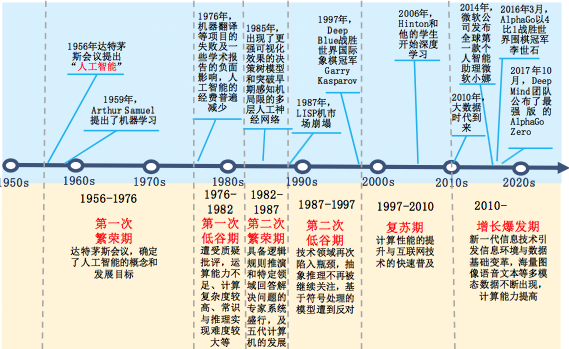 1956年达特茅
斯会议提出
“人工智能”
1959年,
Arthur Samuel
提出了机器学习
1976年,
机器翻译
等项目的
失败及一
些学术报
告的负面
影响,人
工智能的
经费普遍
减少
1985年,
出现了更
强可视化
效果的决
策树模型
和突破早
期感知机
局限的多
层人工神
经网络
1987年,
LISP机市
场崩塌
1997年,
Deep
Blue战胜
世界国际
象棋冠军
Garry
Kasparov
2006年,
Hinton和他
的学生
开始深度
学习
2010年,
大数据
时代到
来
2014年,
微软公
司发布
全球第
一款个
人智能
助理微
软小娜
2016年3月,
AlphaGo以4
比1战胜世
界围棋冠军
李世石
2017年10
月,Deep
Mind团队
公布了最
强版的
AlphaGo
Zero
1950s
1960s
1970s
1980s
1990s
2000s
2010s
2020s
1956-1976
第一次
繁荣期
达特茅斯会议,确定
了人工智能的概念和
发展目标
1976-
1982
第一次
低谷期
遭受质疑
批评,运
算能力不
足、计算
复杂度较
高、常识
与推理实
现难度较
大等
1982-
1987
第二次
繁荣期
具备逻辑
规则推演
和特定领
域回答解
决问题的
专家系统
盛行,及
五代计算
机的发展
1987-1997
第二次
低谷期
技术领域再次
陷入瓶颈,抽
象推理不再被
继续关注,基
于符号处理的
模型遭到反对
1997-2010
复苏期
计算性能的提
升与互联网技
术的快速普及
2010-
增长爆发期
新一代信息技术引
发信息环境与数据
基础变革,海量图
像语音文本等多模
态数据不断出现,
计算能力提高